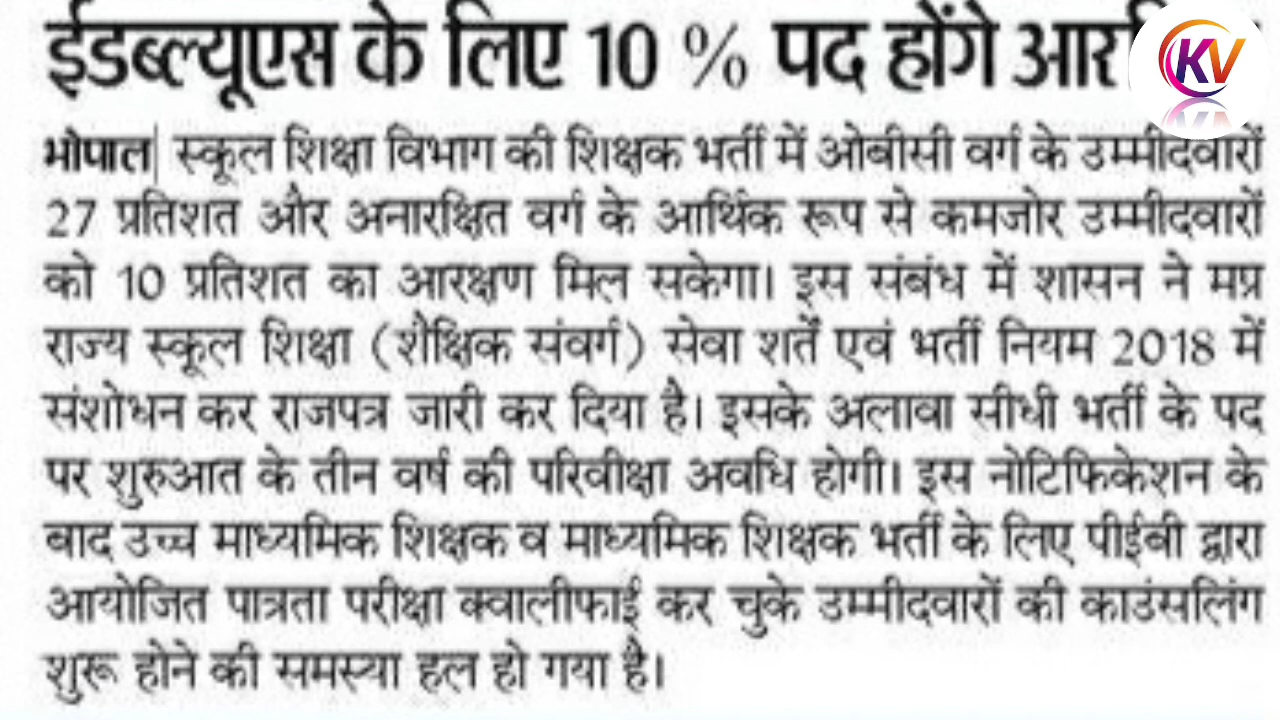 ईडब्ल्यूएस के लिए 10 % पद होंगे
KV
भोपाल| स्कूल शिक्षा विभाग की शिक्षक भर्ती में ओबीसी वर्ग के उम्मीदवारों
27 प्रतिशत और अनारक्षित वर्ग के आर्थिक रूप से कमजोर उम्मीदवारों
को 10 प्रतिशत का आरक्षण मिल सकेगा। इस संबंध में शासन ने मप्र
राज्य स्कूल शिक्षा (शैक्षिक संवर्ग) सेवा शर्तें एवं भर्ती नियम 2018 में
संशोधन कर राजपत्र जारी कर दिया है। इसके अलावा सीधी भर्ती के पद
पर शुरुआत के तीन वर्ष की परिवीक्षा अवधि होगी। इस नोटिफिकेशन के
बाद उच्च माध्यमिक शिक्षक व माध्यमिक शिक्षक भर्ती के लिए पीईबी द्वारा
आयोजित पात्रता परीक्षा क्वालीफाई कर चुके उम्मीदवारों की काउंसलिंग
शुरू होने की समस्या हल हो गया है।